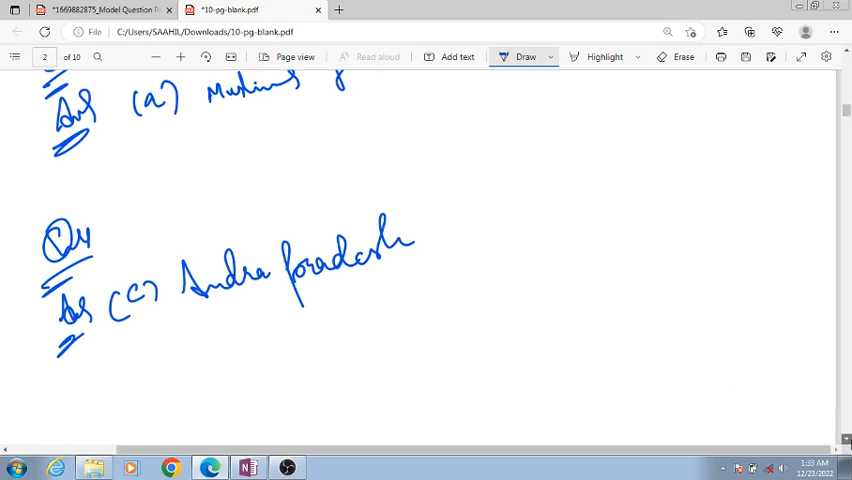 *1669882875_Model Question P
*10-pg-blank.pdf
File C:/Users/SAAHIL/Downloads/10-pg-blank.pdf
2 of 10 Page view Read aloud Add text Draw Highlight Erase
Ans (a)
Q4
Ans (C) Andra Pradesh
1:33 AM
12/23/2022